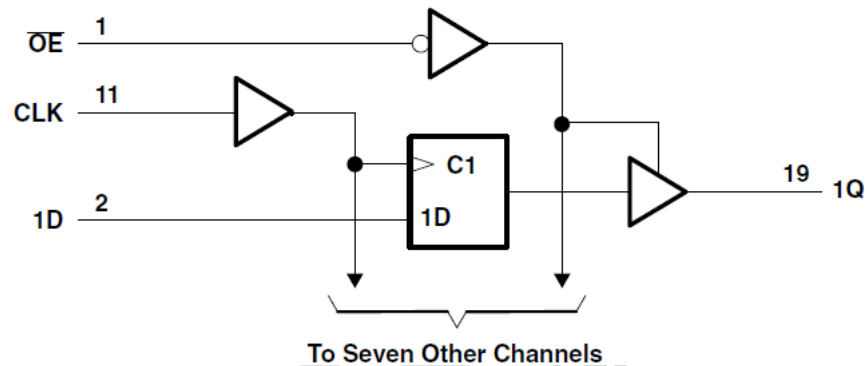 OE 1
CLK 11
C1
1D 2 1D
19 1Q
To Seven Other Channels